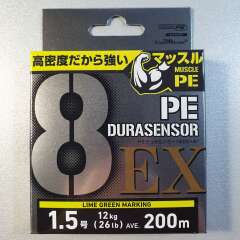 高密度だから強い
マッスル
MUSCLE
PE
8
PE
DURASENSOR
EX
LIME GREEN MARKING
1.5号
12kg
(26lb)
AVE.
200m